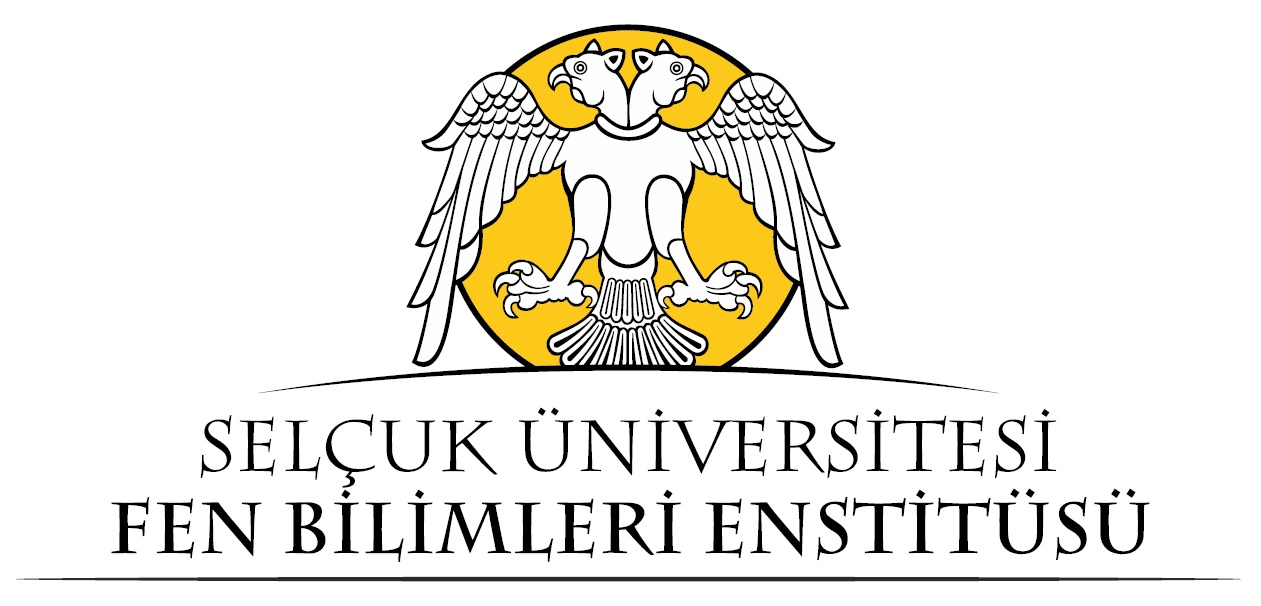 SELÇUK ÜNİVERSİTESİ
FEN BİLİMLERİ ENSTİTÜSÜ